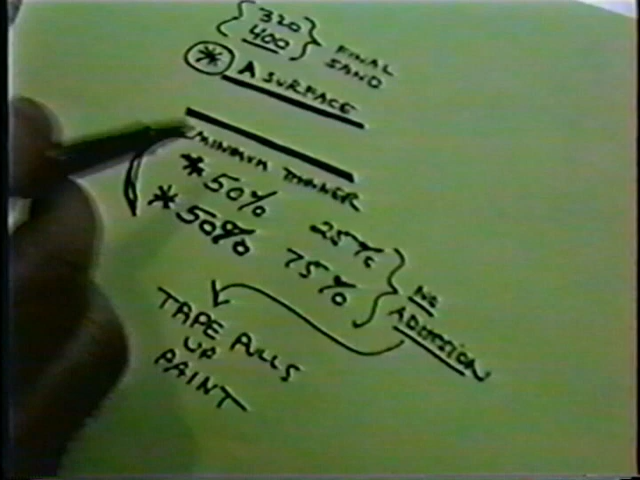 320
400
FINAL
SAND
* A SURFACE
MINIMUM THINNER
*50% 25%
*50% 75%
NO
ADHESION
TAPE PULLS
UP
PAINT